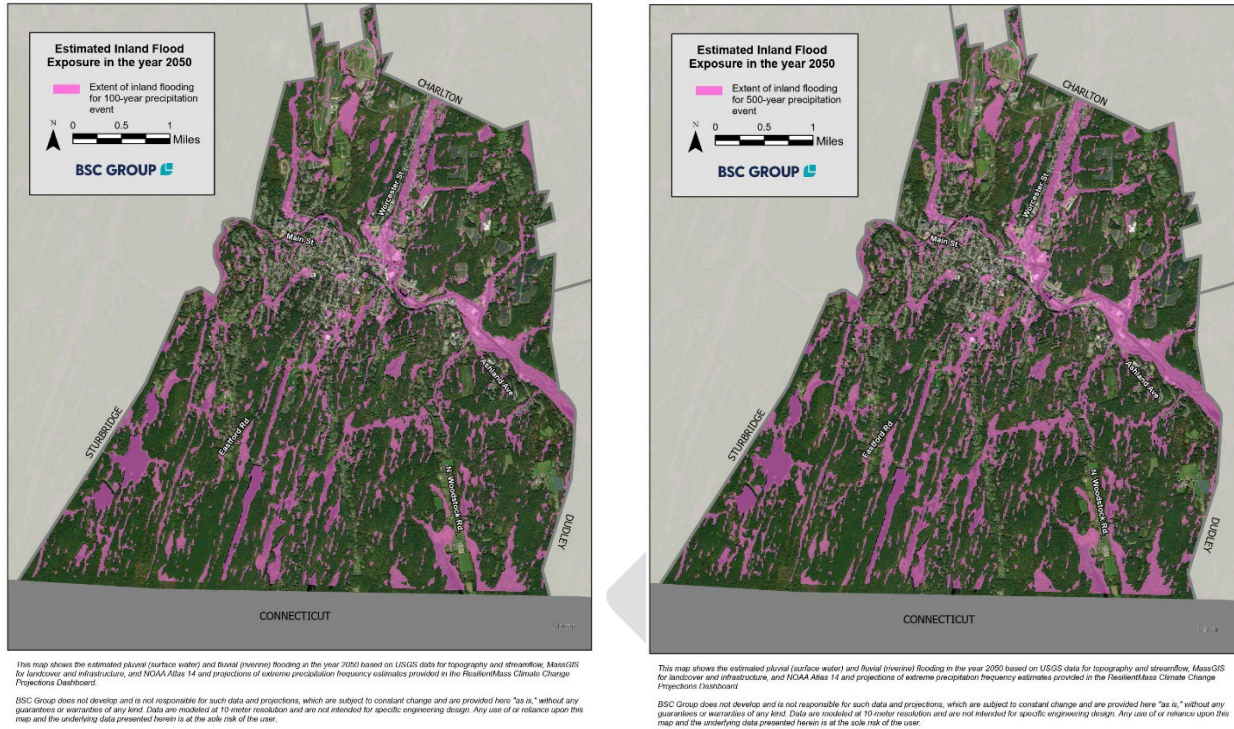 Estimated Inland Flood
Exposure in the year 2050
Extent of inland flooding
for 100-year precipitation
event
N
0 0.5 1
Miles
BSC GROUP
CHARLTON
Worcester St.
Main St.
Ashland Ave
STURBRIDGE
Eastford Rd.
N. Woodstock Rd.
DUDLEY
CONNECTICUT
This map shows the estimated pluvial (surface water) and fluvial (riverine) flooding in the year 2050 based on USGS data for topography and streamflow, MassGIS
for landcover and infrastructure, and NOAA Atlas 14 and projections of extreme precipitation frequency estimates provided in the ResilientMass Climate Change
Projections Dashboard.
BSC Group does not develop and is not responsible for such data and projections, which are subject to constant change and are provided here "as is," without any
guarantees or warranties of any kind. Data are modeled at 10-meter resolution and are not intended for specific engineering design. Any use of or reliance upon this
map and the underlying data presented herein is at the sole risk of the user.
Estimated Inland Flood
Exposure in the year 2050
Extent of inland flooding
for 500-year precipitation
event
N
0 0.5 1
Miles
BSC GROUP
CHARLTON
Worcester St.
Main St.
Ashland Ave
STURBRIDGE
Eastford Rd.
N. Woodstock Rd.
DUDLEY
CONNECTICUT
This map shows the estimated pluvial (surface water) and fluvial (riverine) flooding in the year 2050 based on USGS data for topography and streamflow, MassGIS
for landcover and infrastructure, and NOAA Atlas 14 and projections of extreme precipitation frequency estimates provided in the ResilientMass Climate Change
Projections Dashboard.
BSC Group does not develop and is not responsible for such data and projections, which are subject to constant change and are provided here "as is," without any
guarantees or warranties of any kind. Data are modeled at 10-meter resolution and are not intended for specific engineering design. Any use of or reliance upon this
map and the underlying data presented herein is at the sole risk of the user.